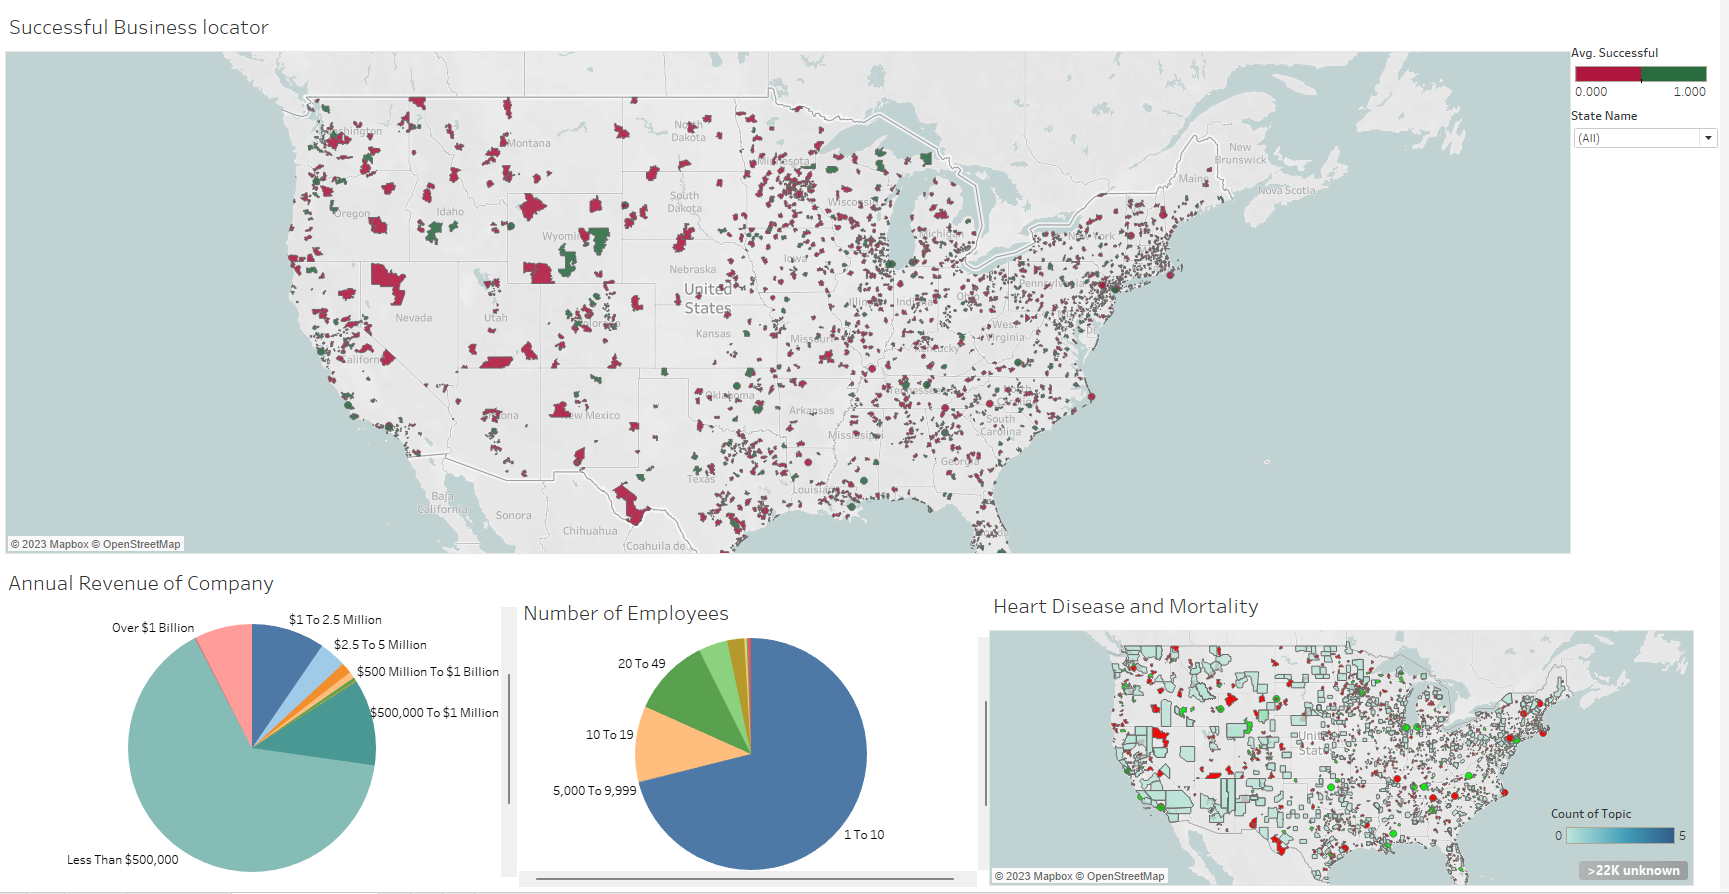 Successful Business locator
Avg. Successful
0.000 1.000
State Name
(All)
Washington
Montana
North
Dakota
Minnesota
Oregon
Idaho
South
Dakota
Wisconsin
Michigan
Maine
New
Brunswick
Nova Scotia
New York
Wyoming
Iowa
Nebraska
United
States
Pennsylvania
Illinois
Indiana
Ohio
Nevada
Utah
Colorado
Kansas
Missouri
West
Virginia
DE
California
Kentucky
Oklahoma
Tennessee
North
Carolina
Arizona
New Mexico
Arkansas
South
Carolina
Mississippi
Georgia
Texas
Louisiana
Baja
California
Sonora
Chihuahua
Coahuila de
Florida
© 2023 Mapbox © OpenStreetMap
Annual Revenue of Company
Over $1 Billion
$1 To 2.5 Million
$2.5 To 5 Million
$500 Million To $1 Billion
$500,000 To $1 Million
Less Than $500,000
Number of Employees
20 To 49
10 To 19
5,000 To 9,999
1 To 10
Heart Disease and Mortality
United
States
Count of Topic
0 5
>22K unknown
© 2023 Mapbox © OpenStreetMap